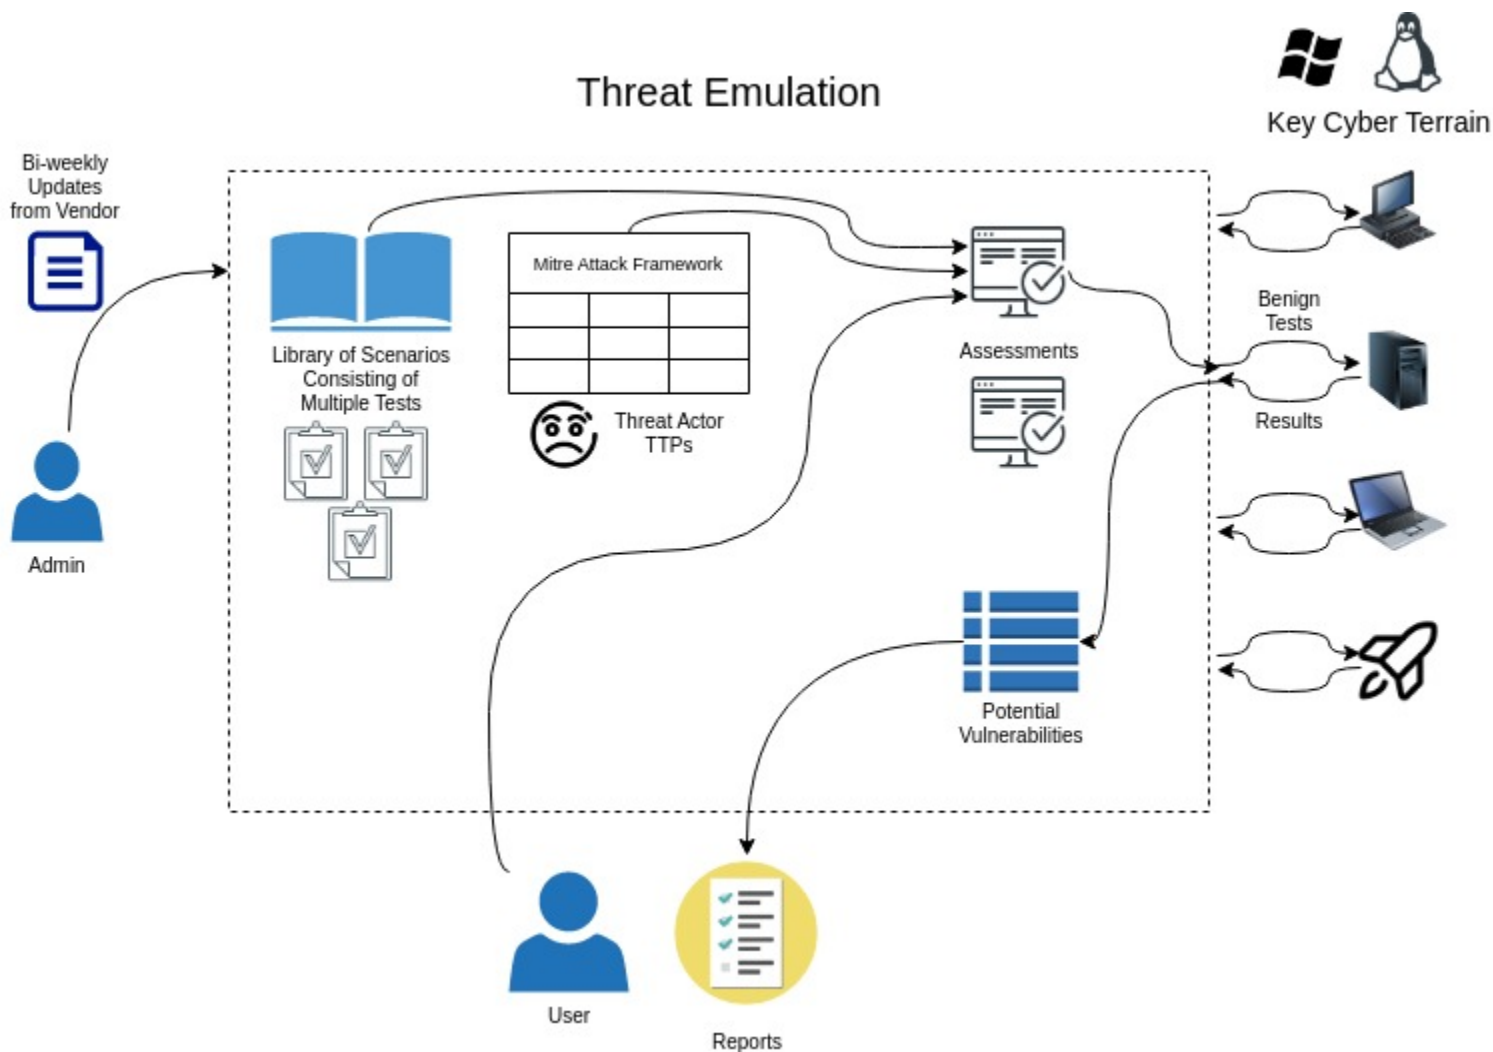 Threat Emulation
Key Cyber Terrain
Bi-weekly
Updates
from Vendor
Admin
Library of Scenarios
Consisting of
Multiple Tests
Mitre Attack Framework
Threat Actor
TTPs
Assessments
Benign
Tests
Results
Potential
Vulnerabilities
User
Reports